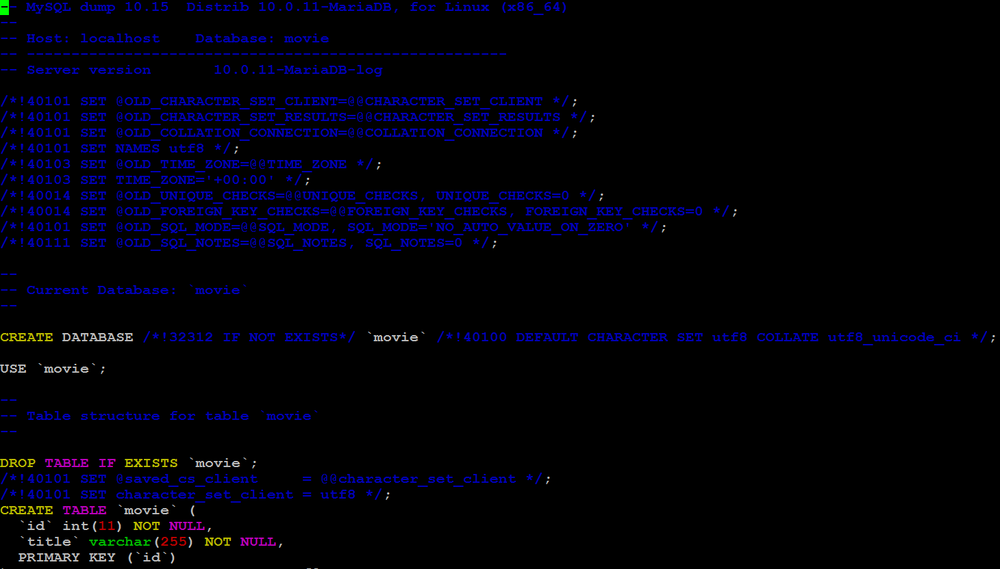 -- MySQL dump 10.15  Distrib 10.0.11-MariaDB, for Linux (x86_64)
--
-- Host: localhost    Database: movie
-- ------------------------------------------------------
-- Server version       10.0.11-MariaDB-log

/*!40101 SET @OLD_CHARACTER_SET_CLIENT=@@CHARACTER_SET_CLIENT */;
/*!40101 SET @OLD_CHARACTER_SET_RESULTS=@@CHARACTER_SET_RESULTS */;
/*!40101 SET @OLD_COLLATION_CONNECTION=@@COLLATION_CONNECTION */;
/*!40101 SET NAMES utf8 */;
/*!40103 SET @OLD_TIME_ZONE=@@TIME_ZONE */;
/*!40103 SET TIME_ZONE='+00:00' */;
/*!40014 SET @OLD_UNIQUE_CHECKS=@@UNIQUE_CHECKS, UNIQUE_CHECKS=0 */;
/*!40014 SET @OLD_FOREIGN_KEY_CHECKS=@@FOREIGN_KEY_CHECKS, FOREIGN_KEY_CHECKS=0 */;
/*!40101 SET @OLD_SQL_MODE=@@SQL_MODE, SQL_MODE='NO_AUTO_VALUE_ON_ZERO' */;
/*!40111 SET @OLD_SQL_NOTES=@@SQL_NOTES, SQL_NOTES=0 */;

--
-- Current Database: `movie`
--

CREATE DATABASE /*!32312 IF NOT EXISTS*/ `movie` /*!40100 DEFAULT CHARACTER SET utf8 COLLATE utf8_unicode_ci */;

USE `movie`;

--
-- Table structure for table `movie`
--

DROP TABLE IF EXISTS `movie`;
/*!40101 SET @saved_cs_client     = @@character_set_client */;
/*!40101 SET character_set_client = utf8 */;
CREATE TABLE `movie` (
  `id` int(11) NOT NULL,
  `title` varchar(255) NOT NULL,
  PRIMARY KEY (`id`)